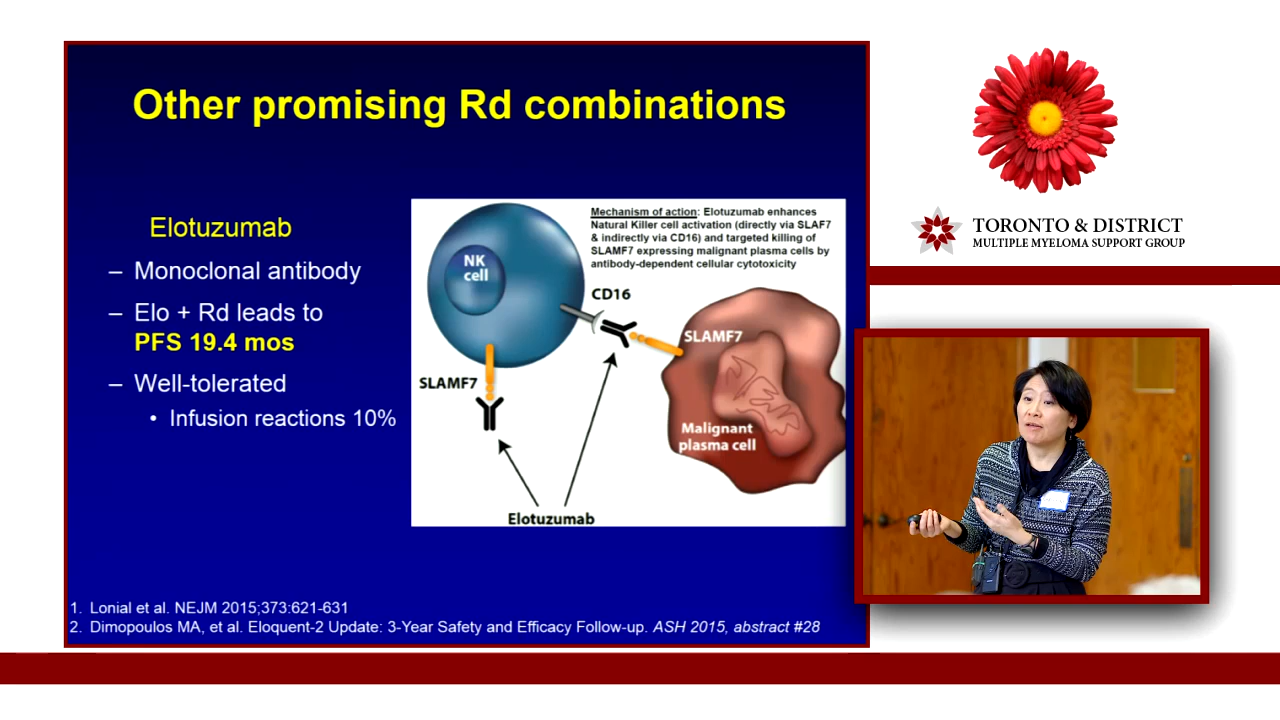 Other promising Rd combinations
Elotuzumab
– Monoclonal antibody
– Elo + Rd leads to
PFS 19.4 mos
– Well-tolerated
• Infusion reactions 10%
Mechanism of action: Elotuzumab enhances
Natural Killer cell activation (directly via SLAF7
& indirectly via CD16) and targeted killing of
SLAMF7 expressing malignant plasma cells by
antibody-dependent cellular cytotoxicity
NK
cell
CD16
SLAMF7
SLAMF7
Malignant
plasma cell
Elotuzumab
1. Lonial et al. NEJM 2015;373:621-631
2. Dimopoulos MA, et al. Eloquent-2 Update: 3-Year Safety and Efficacy Follow-up. ASH 2015, abstract #28
TORONTO & DISTRICT
MULTIPLE MYELOMA SUPPORT GROUP